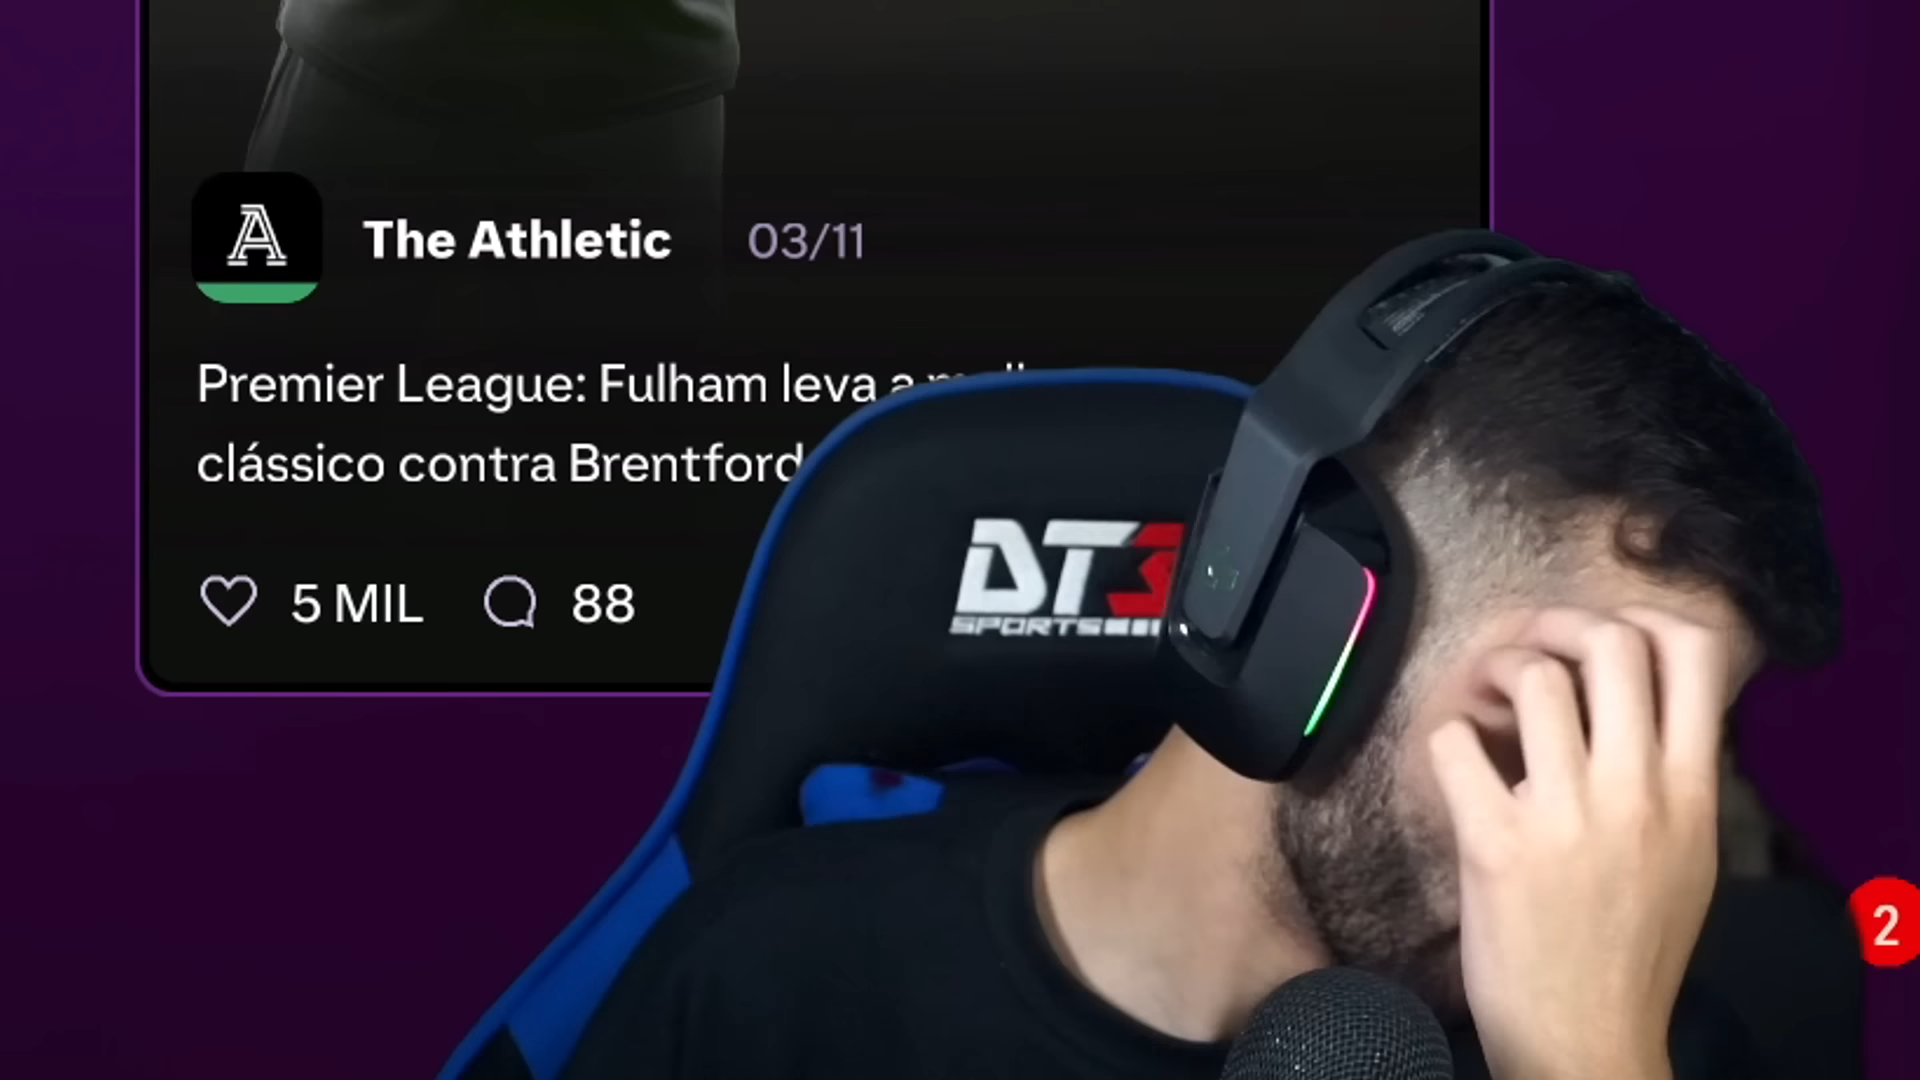 The Athletic 03/11
Premier League: Fulham leva a
clássico contra Brentford
5 MIL 88
DT3
SPORTS
2